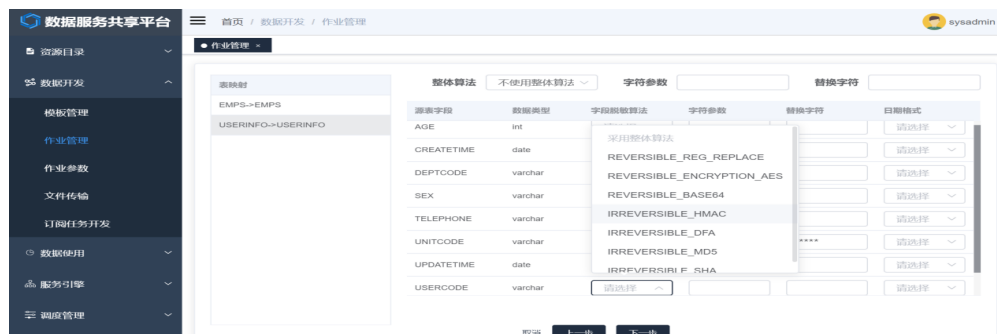 数据服务共享平台
首页 / 数据开发 / 作业管理
sysadmin
资源目录
● 作业管理 ×
数据开发
模板管理
作业管理
作业参数
文件传输
订阅任务开发
数据使用
服务引擎
调度管理
表映射
EMPS->EMPS
USERINFO->USERINFO
整体算法 不使用整体算法 字符参数 替换字符
源表字段 数据类型 字段脱敏算法 字符参数 替换字符 日期格式
AGE int 请选择
CREATETIME date 请选择
DEPTCODE varchar 请选择
SEX varchar 请选择
TELEPHONE varchar 请选择
UNITCODE varchar **** 请选择
UPDATETIME date 请选择
USERCODE varchar 请选择 请选择
采用整体算法
REVERSIBLE_REG_REPLACE
REVERSIBLE_ENCRYPTION_AES
REVERSIBLE_BASE64
IRREVERSIBLE_HMAC
IRREVERSIBLE_DFA
IRREVERSIBLE_MD5
IRREVERSIBLE_SHA
取消 上一步 下一步